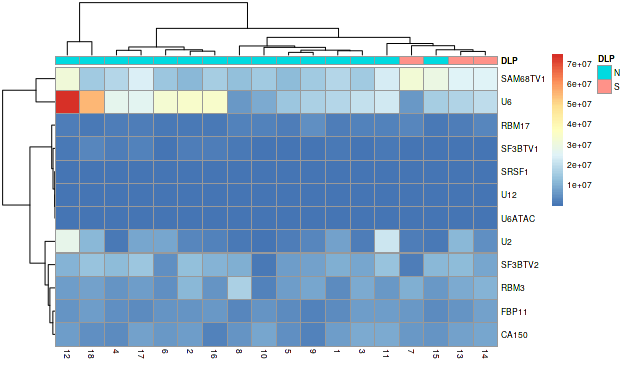 DLP
SAM68TV1
U6
RBM17
SF3BTV1
SRSF1
U12
U6ATAC
U2
SF3BTV2
RBM3
FBP11
CA150
12 18 4 17 6 2 16 8 10 5 9 1 3 11 7 15 13 14
7e+07
6e+07
5e+07
4e+07
3e+07
2e+07
1e+07
DLP
N
S